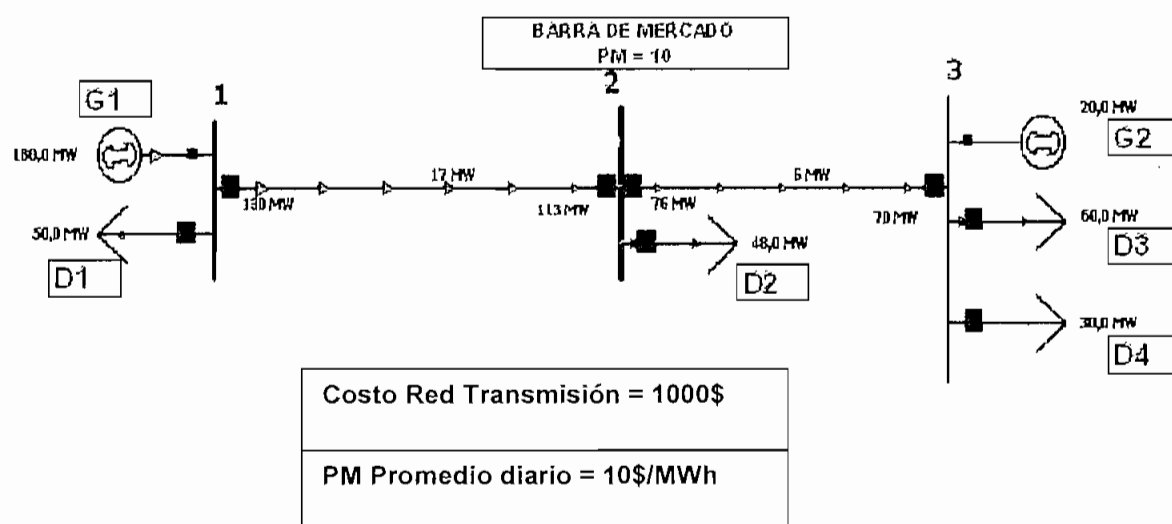 BARRA DE MERCADO
PM = 10
1
2
3
G1
180,0 MW
20,0 MW
G2
17 MW
6 MW
130 MW
113 MW
76 MW
70 MW
50,0 MW
D1
48,0 MW
D2
60,0 MW
D3
30,0 MW
D4
Costo Red Transmisión = 1000$
PM Promedio diario = 10$/MWh